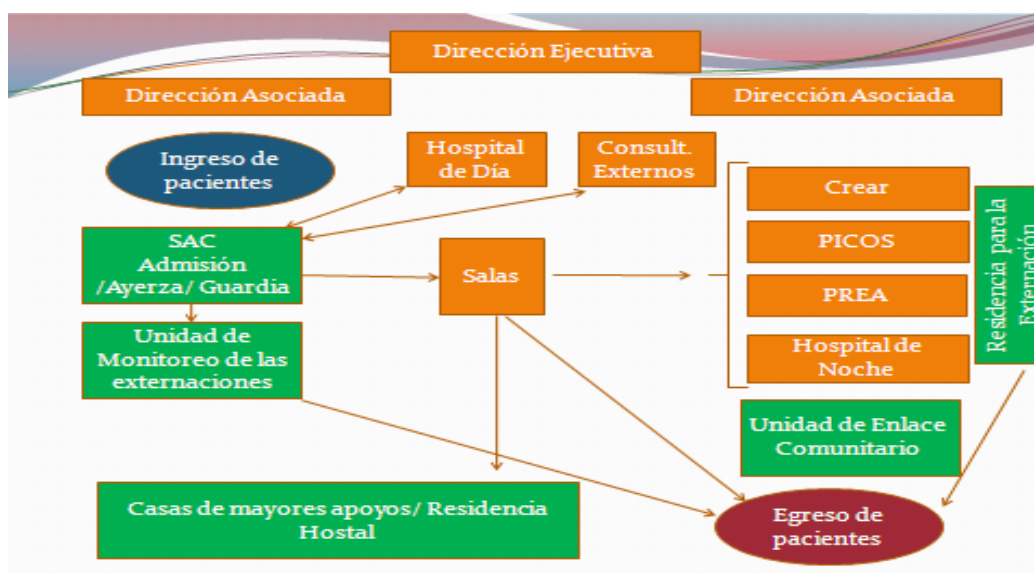 Dirección Ejecutiva
Dirección Asociada
Dirección Asociada
Ingreso de
pacientes
Hospital
de Día
Consult.
Externos
Crear
PICOS
PREA
Hospital de
Noche
Residencia para la
Externación
SAC
Admisión
/Ayerza/ Guardia
Salas
Unidad de
Monitoreo de las
externaciones
Unidad de Enlace
Comunitario
Casas de mayores apoyos/ Residencia
Hostal
Egreso de
pacientes